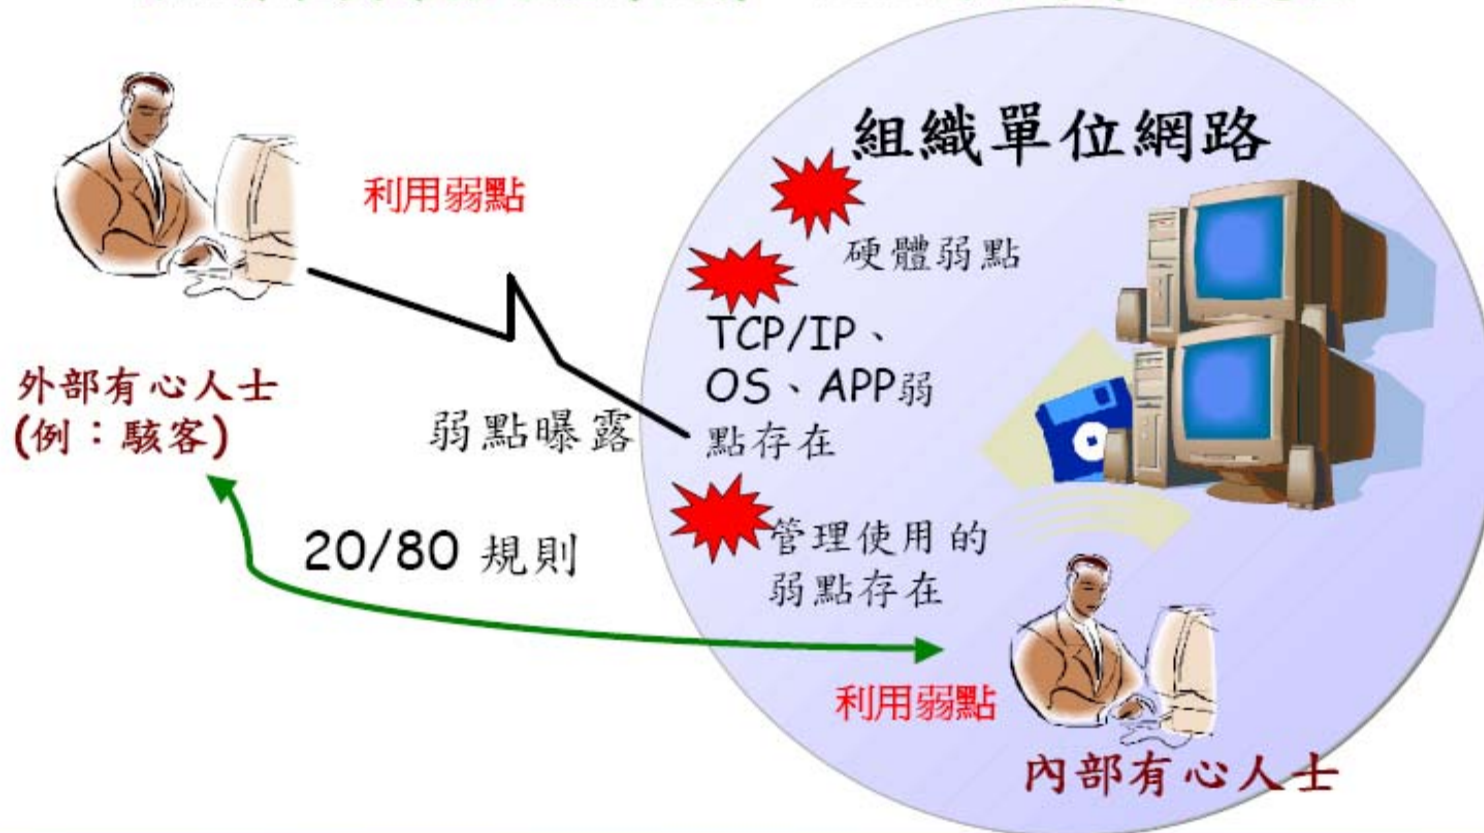 組織單位網路
利用弱點
硬體弱點
TCP/IP、
OS、APP弱
點存在
外部有心人士
(例：駭客)
弱點曝露
20/80 規則
管理使用的
弱點存在
利用弱點
內部有心人士